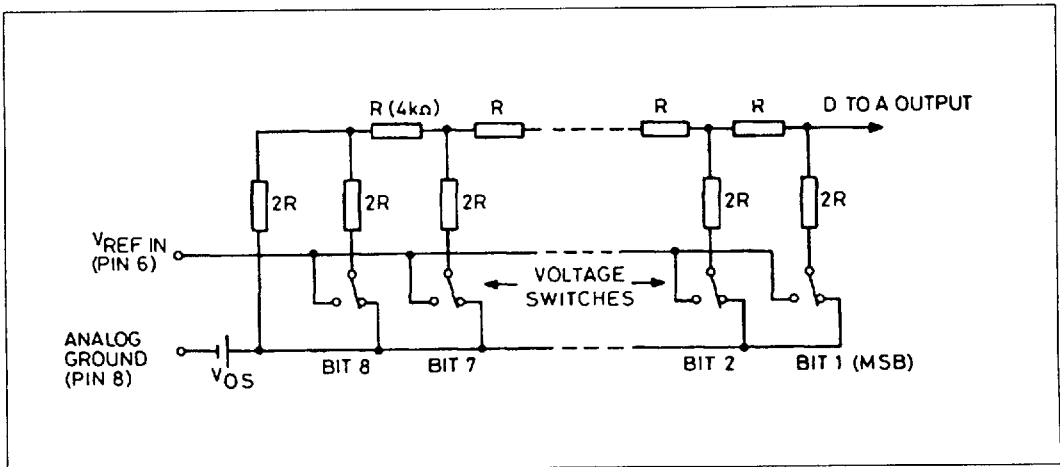 R (4kΩ) R R R D TO A OUTPUT
2R 2R 2R 2R 2R
VREF IN
(PIN 6)
VOLTAGE
SWITCHES
ANALOG
GROUND
(PIN 8)
VOS
BIT 8 BIT 7 BIT 2 BIT 1 (MSB)